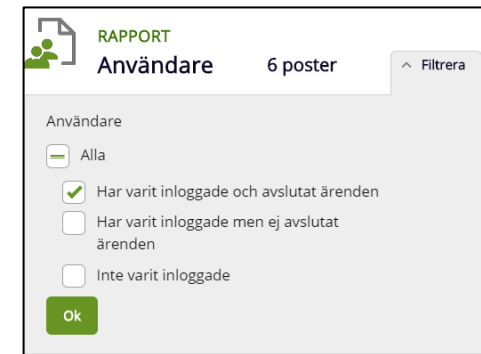 RAPPORT
Användare 6 poster Filtrera
Användare
Alla
Har varit inloggade och avslutat ärenden
Har varit inloggade men ej avslutat
ärenden
Inte varit inloggade
Ok